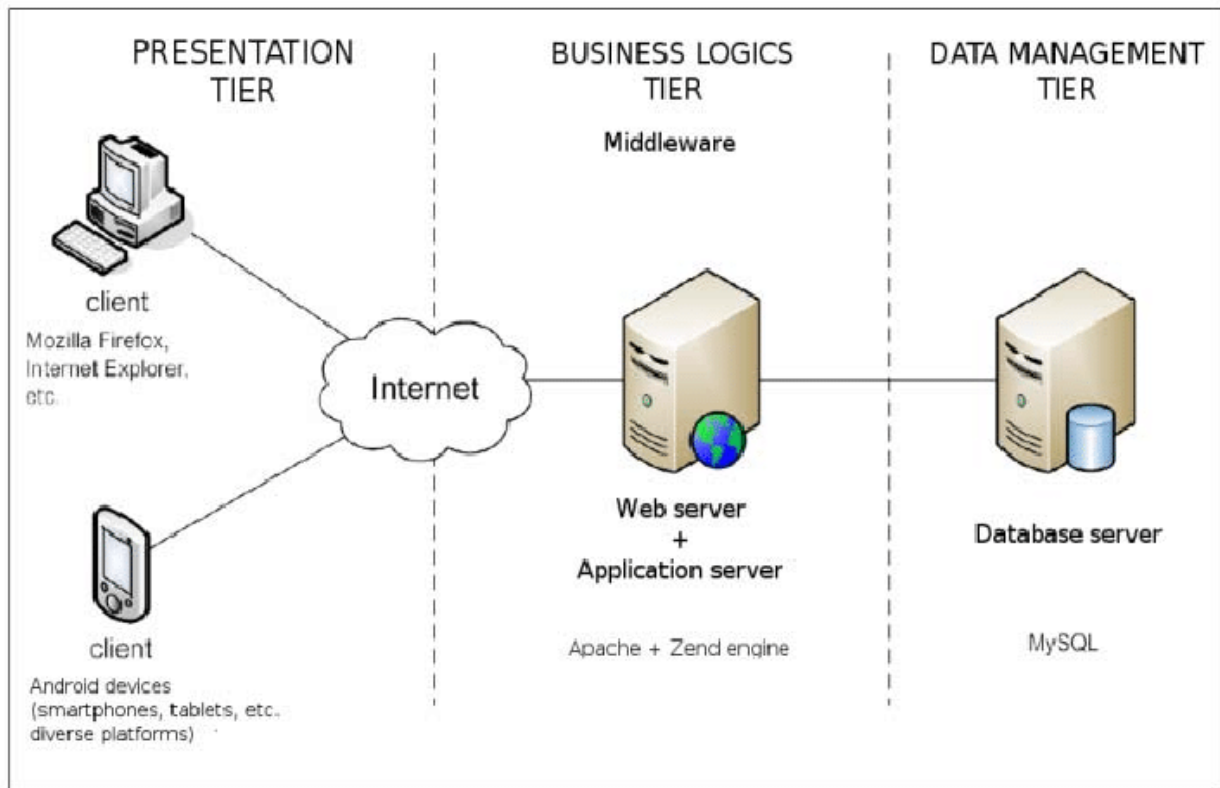 PRESENTATION
TIER
BUSINESS LOGICS
TIER
DATA MANAGEMENT
TIER
Middleware
client
Mozilla Firefox,
Internet Explorer,
etc.
Internet
Web server
+
Application server
Database server
Apache + Zend engine
MySQL
client
Android devices
(smartphones, tablets, etc..
diverse platforms)